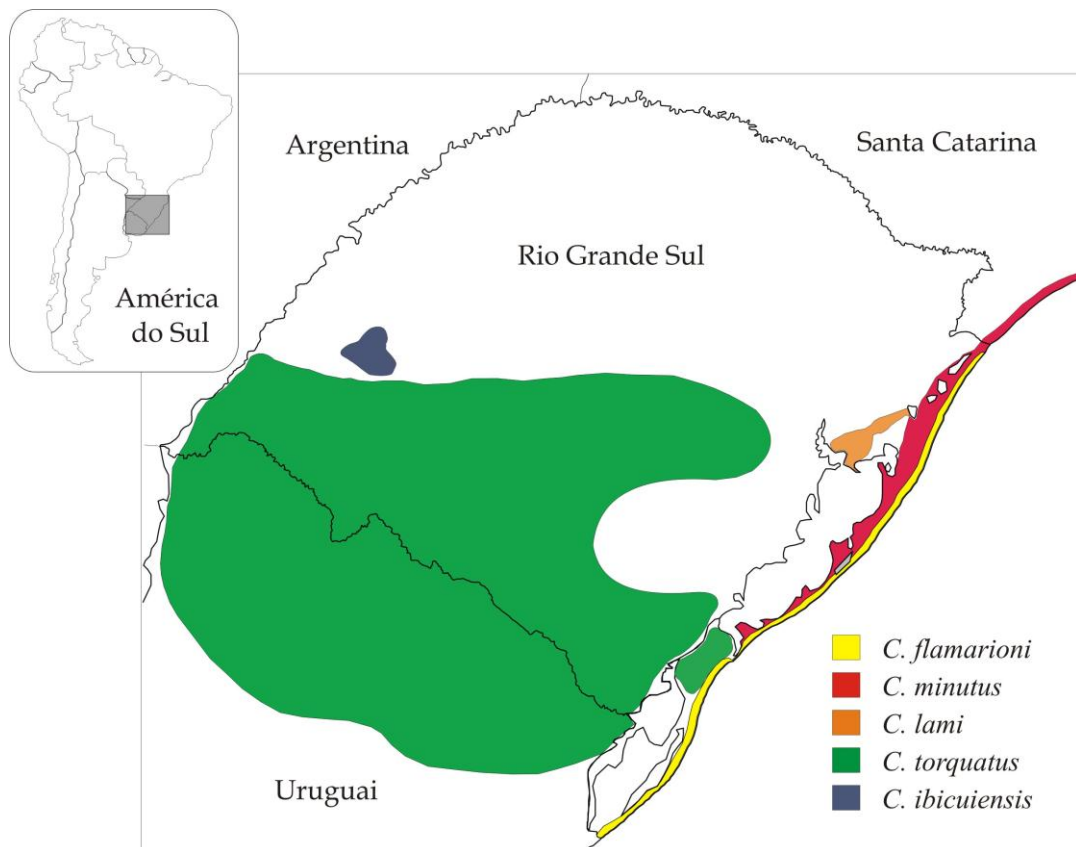 América
do Sul
Argentina
Santa Catarina
Rio Grande Sul
Uruguai
C. flamarioni
C. minutus
C. lami
C. torquatus
C. ibicuiensis